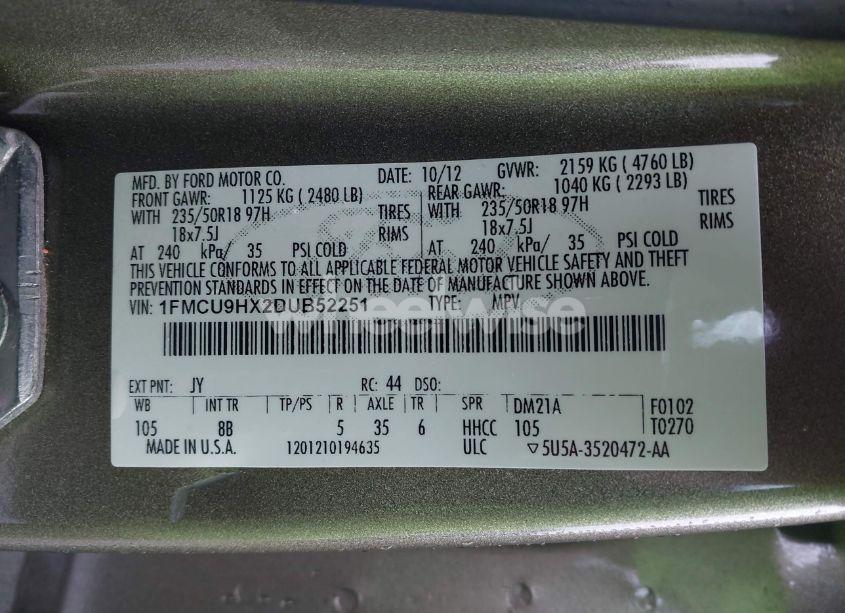 MFD. BY FORD MOTOR CO. DATE: 10/12 GVWR: 2159 KG ( 4760 LB)
FRONT GAWR: 1125 KG ( 2480 LB) REAR GAWR: 1040 KG ( 2293 LB)
WITH 235/50R18 97H TIRES WITH 235/50R18 97H TIRES
18x7.5J RIMS 18x7.5J RIMS
AT 240 kPa/ 35 PSI COLD AT 240 kPa/ 35 PSI COLD
THIS VEHICLE CONFORMS TO ALL APPLICABLE FEDERAL MOTOR VEHICLE SAFETY AND THEFT
PREVENTION STANDARDS IN EFFECT ON THE DATE OF MANUFACTURE SHOWN ABOVE.
VIN: 1FMCU9HX2DUB52251 TYPE: MPV
wheelwise
EXT PNT: JY RC: 44 DSO:
WB INT TR TP/PS R AXLE TR SPR DM21A F0102
105 8B 5 35 6 HHCC 105 T0270
MADE IN U.S.A. 1201210194635 ULC ▽5U5A-3520472-AA